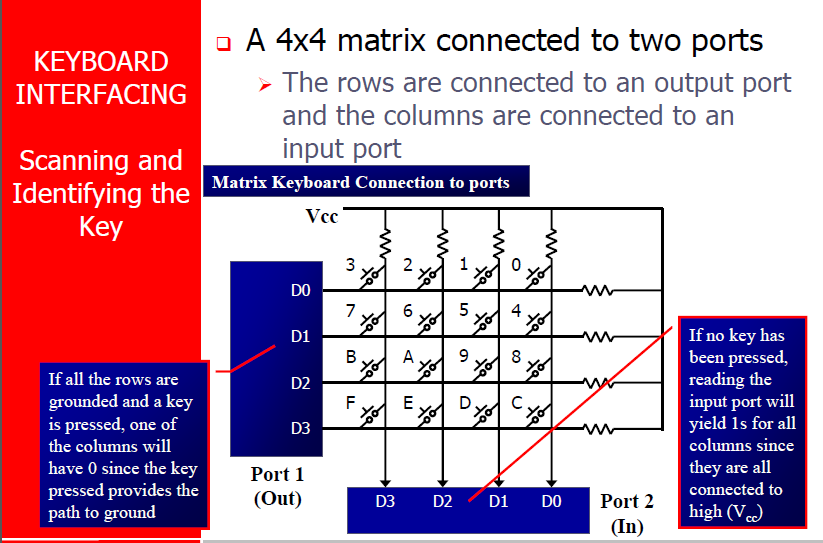 KEYBOARD
INTERFACING
Scanning and
Identifying the
Key
A 4x4 matrix connected to two ports
The rows are connected to an output port
and the columns are connected to an
input port
Matrix Keyboard Connection to ports
Vcc
3 2 1 0
D0
7 6 5 4
D1
B A 9 8
D2
F E D C
D3
If all the rows are
grounded and a key
is pressed, one of
the columns will
have 0 since the key
pressed provides the
path to ground
If no key has
been pressed,
reading the
input port will
yield 1s for all
columns since
they are all
connected to
high (Vcc)
Port 1
(Out)
D3 D2 D1 D0
Port 2
(In)